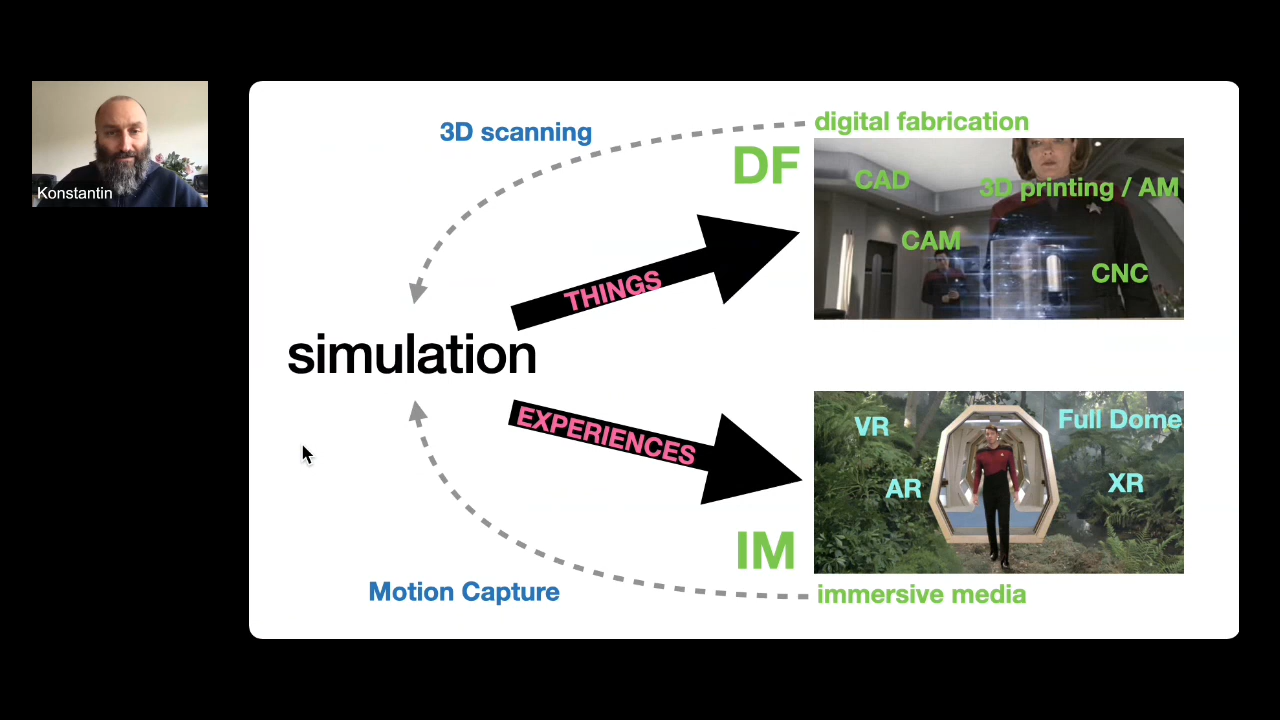 Konstantin
3D scanning
digital fabrication
DF
CAD
3D printing / AM
CAM
CNC
THINGS
simulation
EXPERIENCES
VR
Full Dome
AR
XR
IM
Motion Capture
immersive media